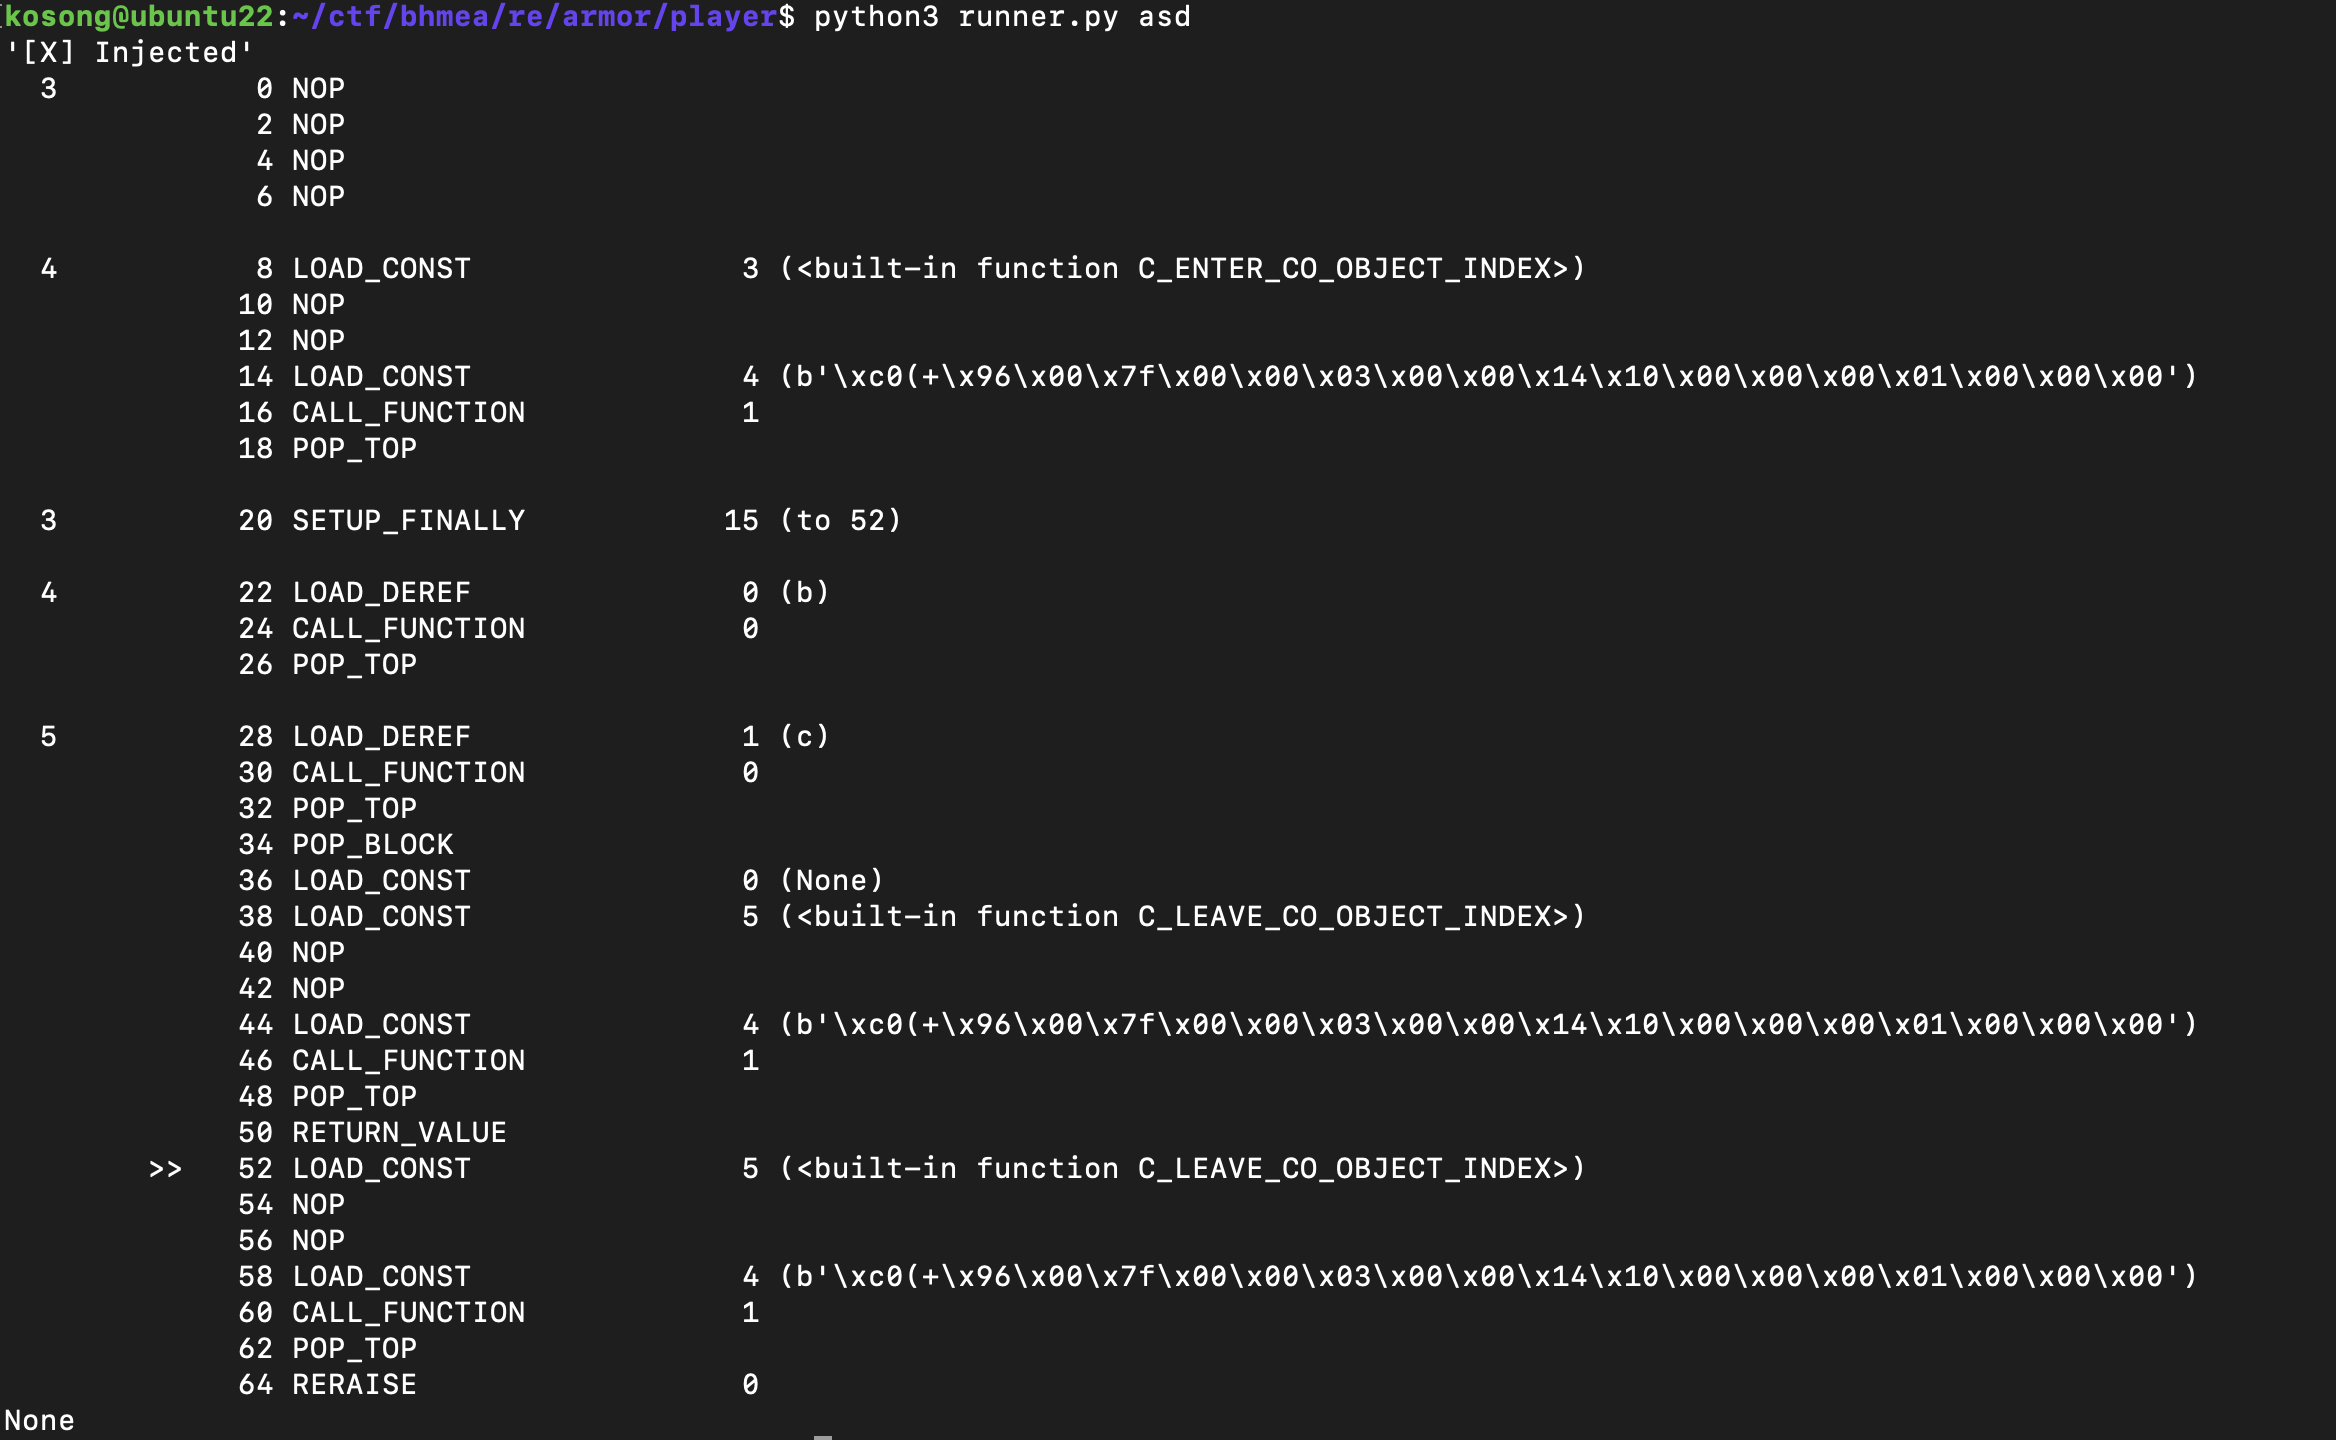 [kosong@ubuntu22:~/ctf/bhmea/re/armor/player$ python3 runner.py asd
'[X] Injected'
  3           0 NOP
              2 NOP
              4 NOP
              6 NOP

  4           8 LOAD_CONST               3 (<built-in function C_ENTER_CO_OBJECT_INDEX>)
             10 NOP
             12 NOP
             14 LOAD_CONST               4 (b'\xc0(+\x96\x00\x7f\x00\x00\x03\x00\x00\x14\x10\x00\x00\x00\x01\x00\x00\x00')
             16 CALL_FUNCTION            1
             18 POP_TOP

  3          20 SETUP_FINALLY           15 (to 52)

  4          22 LOAD_DEREF               0 (b)
             24 CALL_FUNCTION            0
             26 POP_TOP

  5          28 LOAD_DEREF               1 (c)
             30 CALL_FUNCTION            0
             32 POP_TOP
             34 POP_BLOCK
             36 LOAD_CONST               0 (None)
             38 LOAD_CONST               5 (<built-in function C_LEAVE_CO_OBJECT_INDEX>)
             40 NOP
             42 NOP
             44 LOAD_CONST               4 (b'\xc0(+\x96\x00\x7f\x00\x00\x03\x00\x00\x14\x10\x00\x00\x00\x01\x00\x00\x00')
             46 CALL_FUNCTION            1
             48 POP_TOP
             50 RETURN_VALUE
        >>   52 LOAD_CONST               5 (<built-in function C_LEAVE_CO_OBJECT_INDEX>)
             54 NOP
             56 NOP
             58 LOAD_CONST               4 (b'\xc0(+\x96\x00\x7f\x00\x00\x03\x00\x00\x14\x10\x00\x00\x00\x01\x00\x00\x00')
             60 CALL_FUNCTION            1
             62 POP_TOP
             64 RERAISE                  0
None